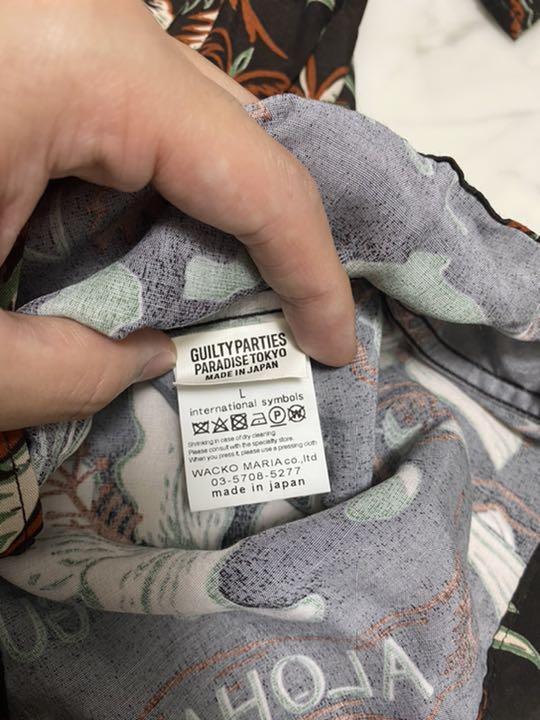 GUILTY PARTIES
PARADISE TOKYO
MADE IN JAPAN
L
international symbols
Shrinking in case of dry cleaning.
Please consult with the specialty store.
When you press it, please use a pressing cloth
WACKO MARIA co.,ltd
03-5708-5277
made in japan
ALOHA